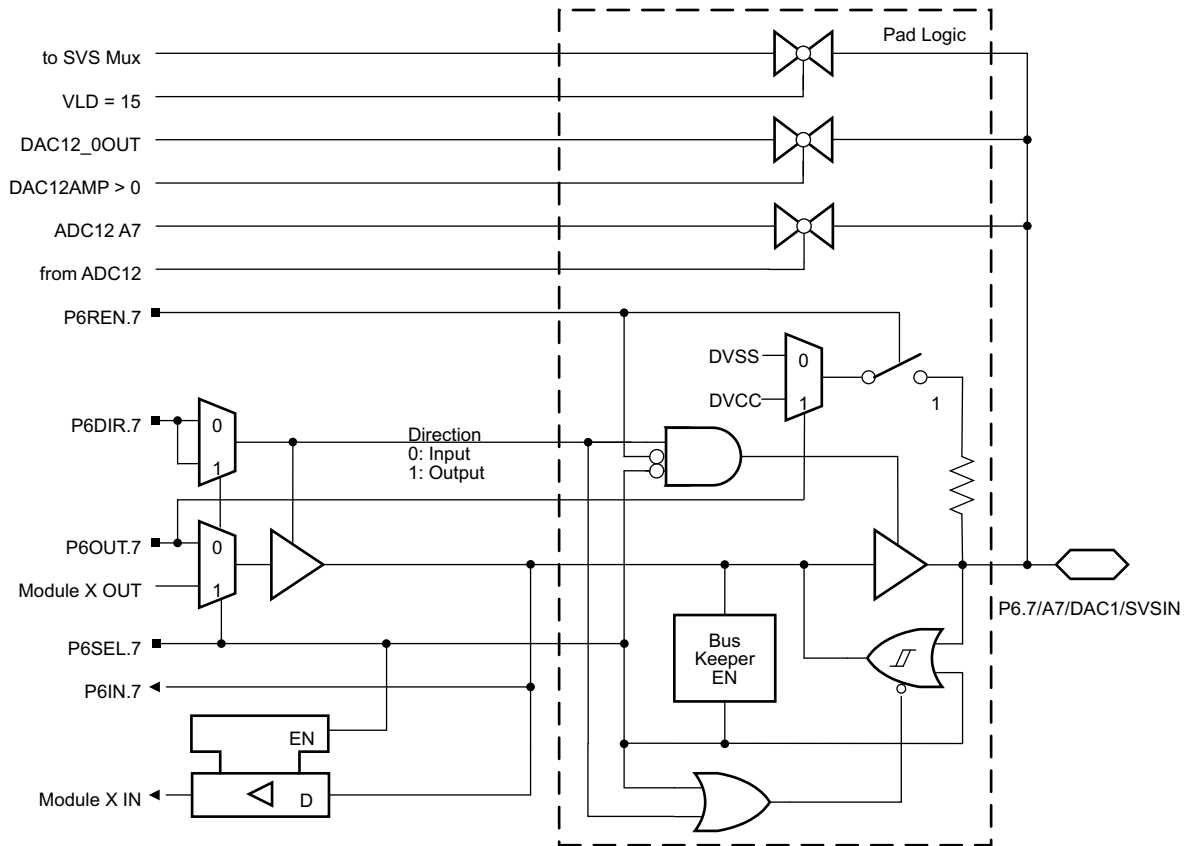 Pad Logic
to SVS Mux
VLD = 15
DAC12_0OUT
DAC12AMP > 0
ADC12 A7
from ADC12
P6REN.7
DVSS
0
DVCC
1
1
P6DIR.7
0
1
Direction
0: Input
1: Output
P6OUT.7
0
Module X OUT
1
P6.7/A7/DAC1/SVSIN
P6SEL.7
Bus
Keeper
EN
P6IN.7
EN
Module X IN
D